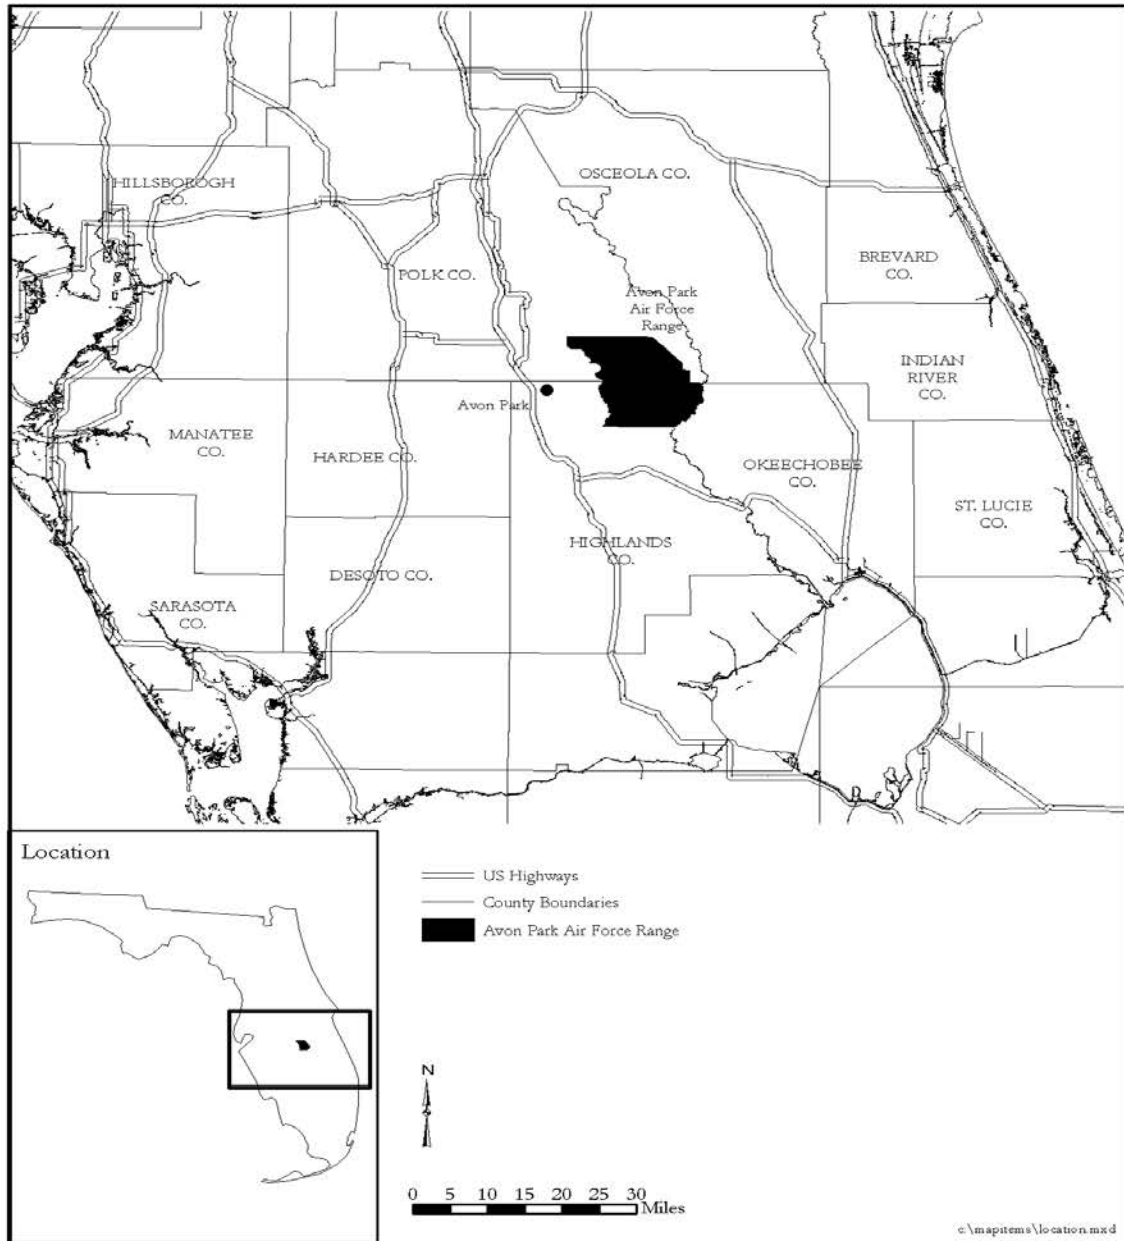 HILLSBOROGH
CO.
OSCEOLA CO.
POLK CO.
BREVARD
CO.
Avon Park
Air Force
Range
INDIAN
RIVER
CO.
Avon Park
MANATEE
CO.
HARDEE CO.
OKEECHOBEE
CO.
ST. LUCIE
CO.
HIGHLANDS
CO.
DESOTO CO.
SARASOTA
CO.
Location
US Highways
County Boundaries
Avon Park Air Force Range
N
0 5 10 15 20 25 30
Miles
c:\mapitems\location.mxd